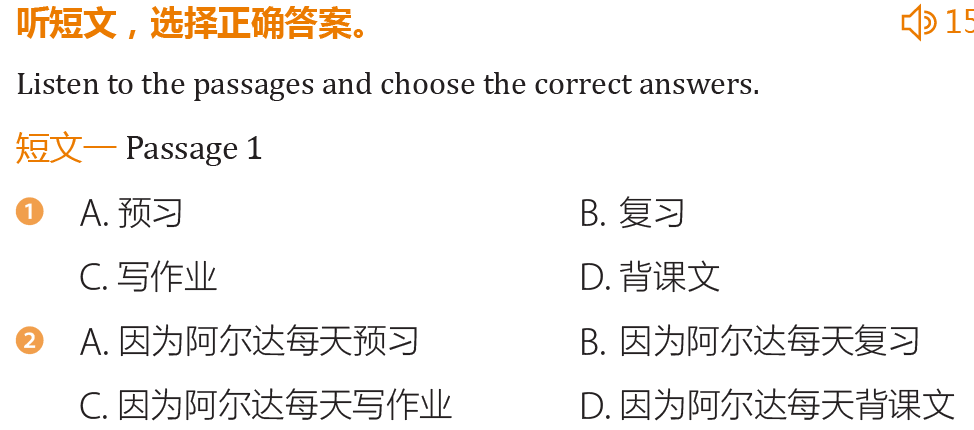 听短文，选择正确答案。 15
Listen to the passages and choose the correct answers.
短文一 Passage 1
1 A. 预习 B. 复习
C. 写作业 D. 背课文
2 A. 因为阿尔达每天预习 B. 因为阿尔达每天复习
C. 因为阿尔达每天写作业 D. 因为阿尔达每天背课文